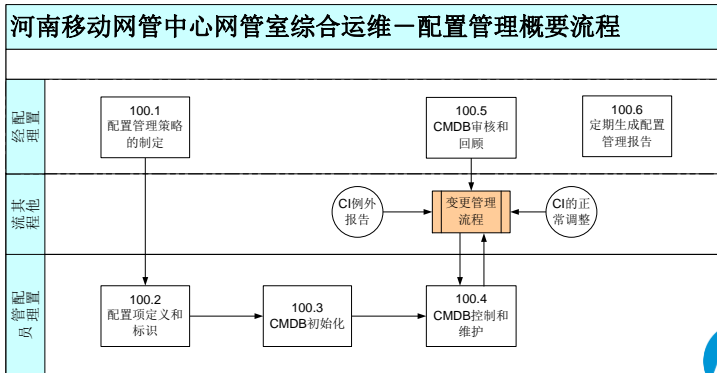 河南移动网管中心网管室综合运维－配置管理概要流程
配置
经理
100.1
配置管理策略
的制定
100.5
CMDB审核和
回顾
100.6
定期生成配置
管理报告
其他
流程
CI例外
报告
变更管理
流程
CI的正
常调整
配置
管理员
100.2
配置项定义和
标识
100.3
CMDB初始化
100.4
CMDB控制和
维护